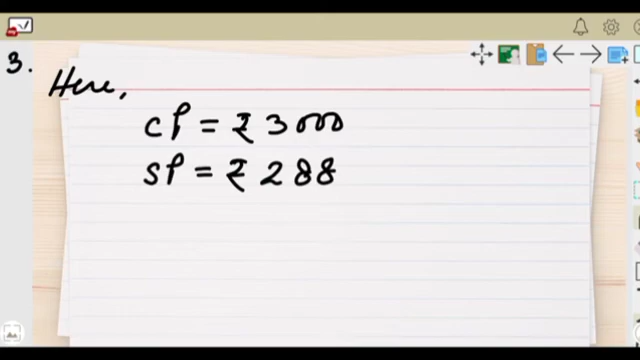 3.
Here,
CP = ₹ 3000
SP = ₹ 288